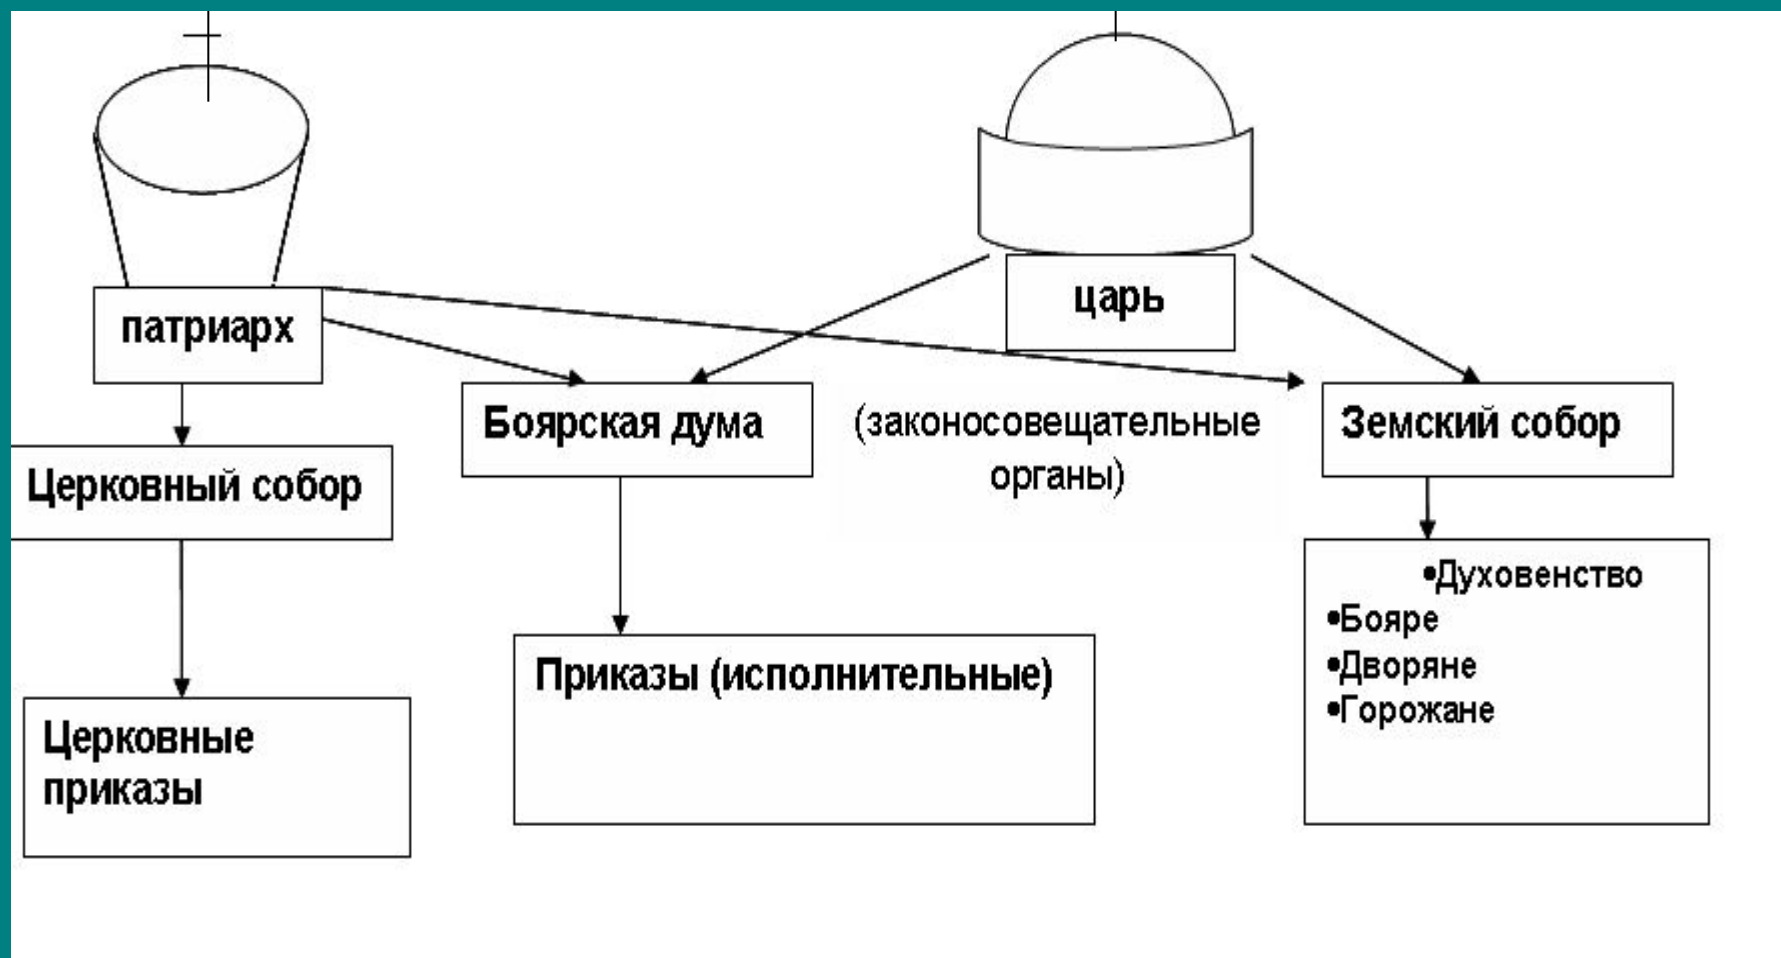 патриарх
царь
Боярская дума
(законосовещательные
органы)
Земский собор
Церковный собор
•Духовенство
•Бояре
•Дворяне
•Горожане
Приказы (исполнительные)
Церковные
приказы